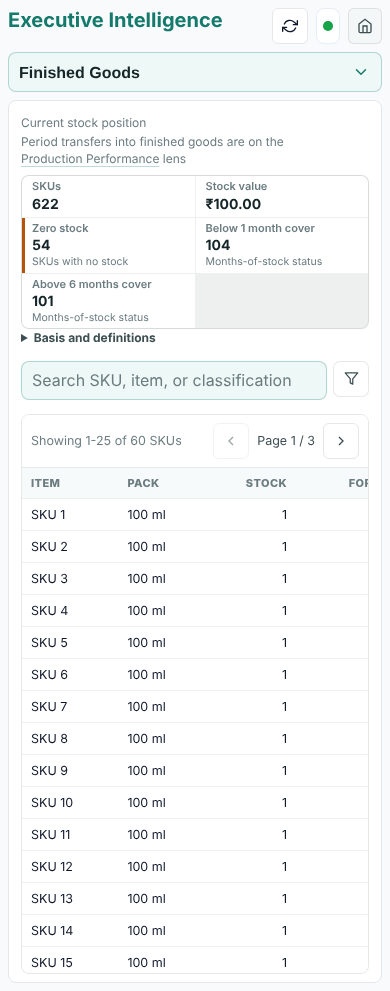 Executive Intelligence
Finished Goods
Current stock position
Period transfers into finished goods are on the
Production Performance lens
SKUs
622
Stock value
₹100.00
Zero stock
54
SKUs with no stock
Below 1 month cover
104
Months-of-stock status
Above 6 months cover
101
Months-of-stock status
Basis and definitions
Search SKU, item, or classification
Showing 1-25 of 60 SKUs
Page 1 / 3
ITEM PACK STOCK FOR
SKU 1 100 ml 1
SKU 2 100 ml 1
SKU 3 100 ml 1
SKU 4 100 ml 1
SKU 5 100 ml 1
SKU 6 100 ml 1
SKU 7 100 ml 1
SKU 8 100 ml 1
SKU 9 100 ml 1
SKU 10 100 ml 1
SKU 11 100 ml 1
SKU 12 100 ml 1
SKU 13 100 ml 1
SKU 14 100 ml 1
SKU 15 100 ml 1